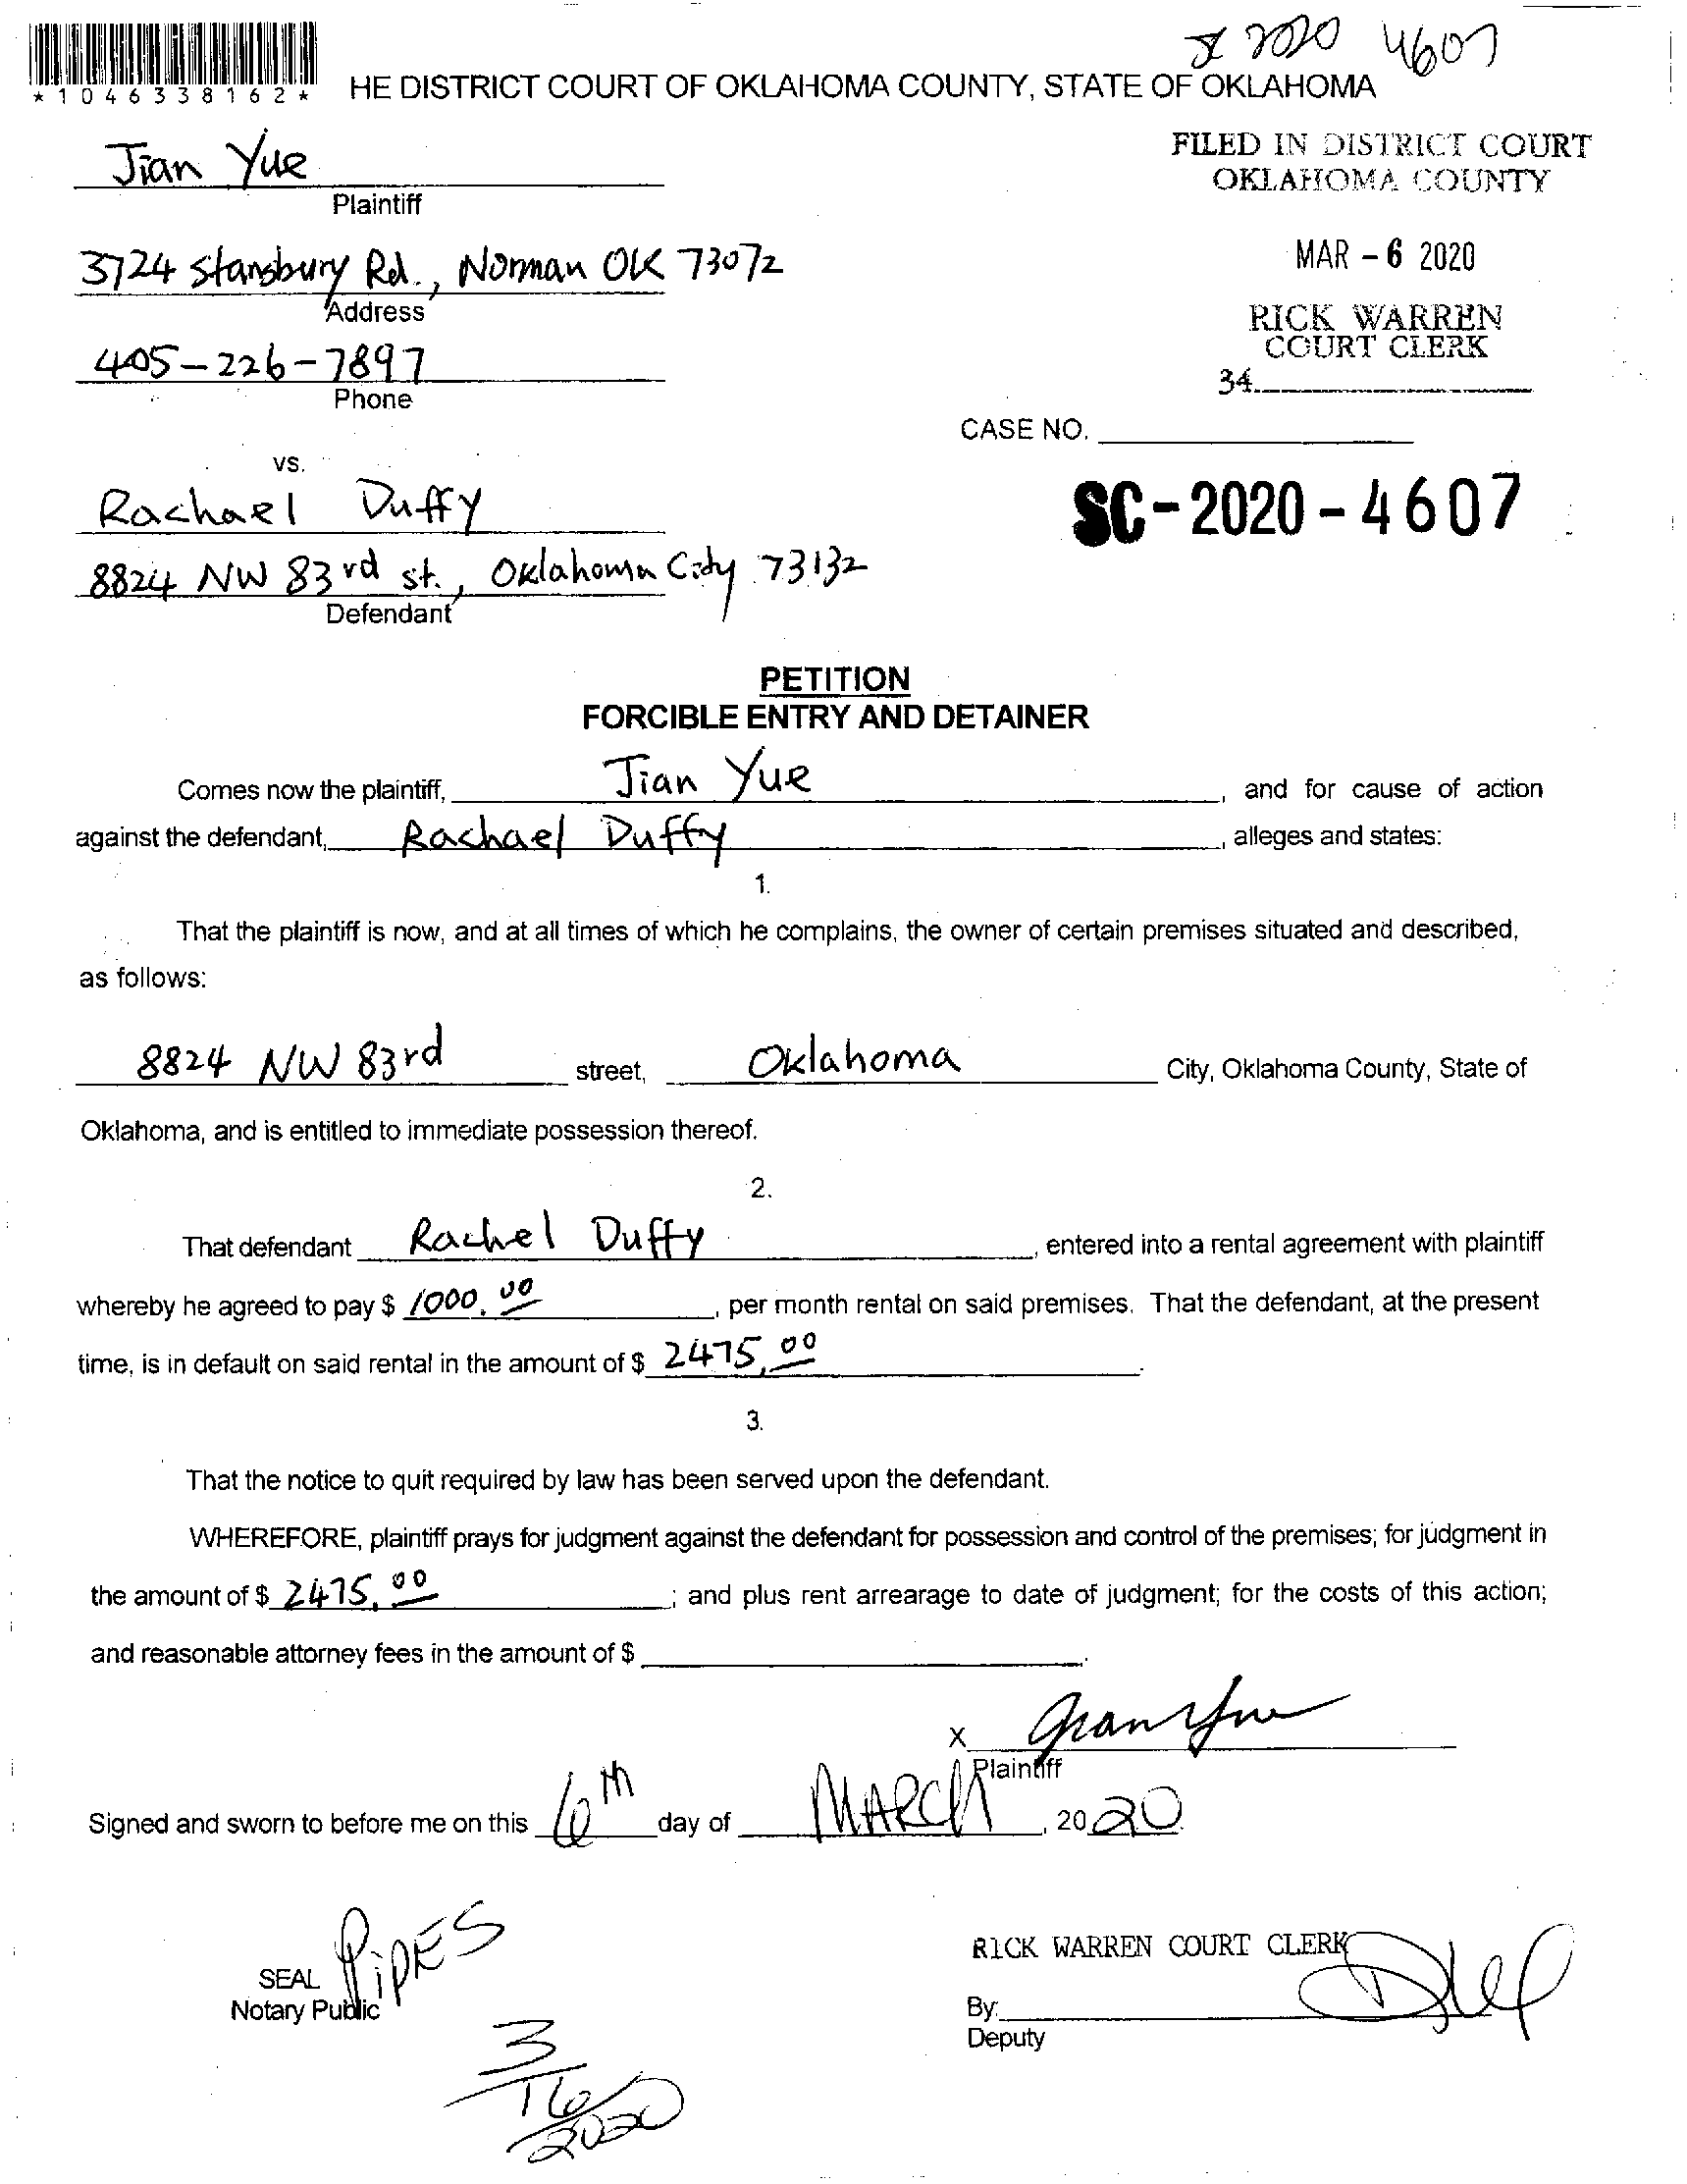 SC 2020 4607
*1046338162*
HE DISTRICT COURT OF OKLAHOMA COUNTY, STATE OF OKLAHOMA
Jian Yue
Plaintiff
FILED IN DISTRICT COURT
OKLAHOMA COUNTY
3724 Stansbury Rd., Norman OK 73072
Address
MAR - 6 2020
RICK WARREN
COURT CLERK
405-226-7897
Phone
34
CASE NO.
vs.
SC-2020-4607
Rachael Duffy
8824 NW 83rd st., Oklahoma City 73132
Defendant
PETITION
FORCIBLE ENTRY AND DETAINER
Comes now the plaintiff, Jian Yue, and for cause of action
against the defendant, Rachael Duffy, alleges and states:
1.
That the plaintiff is now, and at all times of which he complains, the owner of certain premises situated and described,
as follows:
8824 NW 83rd street, Oklahoma City, Oklahoma County, State of
Oklahoma, and is entitled to immediate possession thereof.
2.
That defendant Rachel Duffy, entered into a rental agreement with plaintiff
whereby he agreed to pay $ 1000.00, per month rental on said premises. That the defendant, at the present
time, is in default on said rental in the amount of $ 2475.00.
3.
That the notice to quit required by law has been served upon the defendant.
WHEREFORE, plaintiff prays for judgment against the defendant for possession and control of the premises; for judgment in
the amount of $ 2475.00; and plus rent arrearage to date of judgment; for the costs of this action;
and reasonable attorney fees in the amount of $.
X
Plaintiff
Signed and sworn to before me on this 6th day of MARCH, 2020
PIPES
SEAL
Notary Public
RICK WARREN COURT CLERK
By:
Deputy
3/16/2020